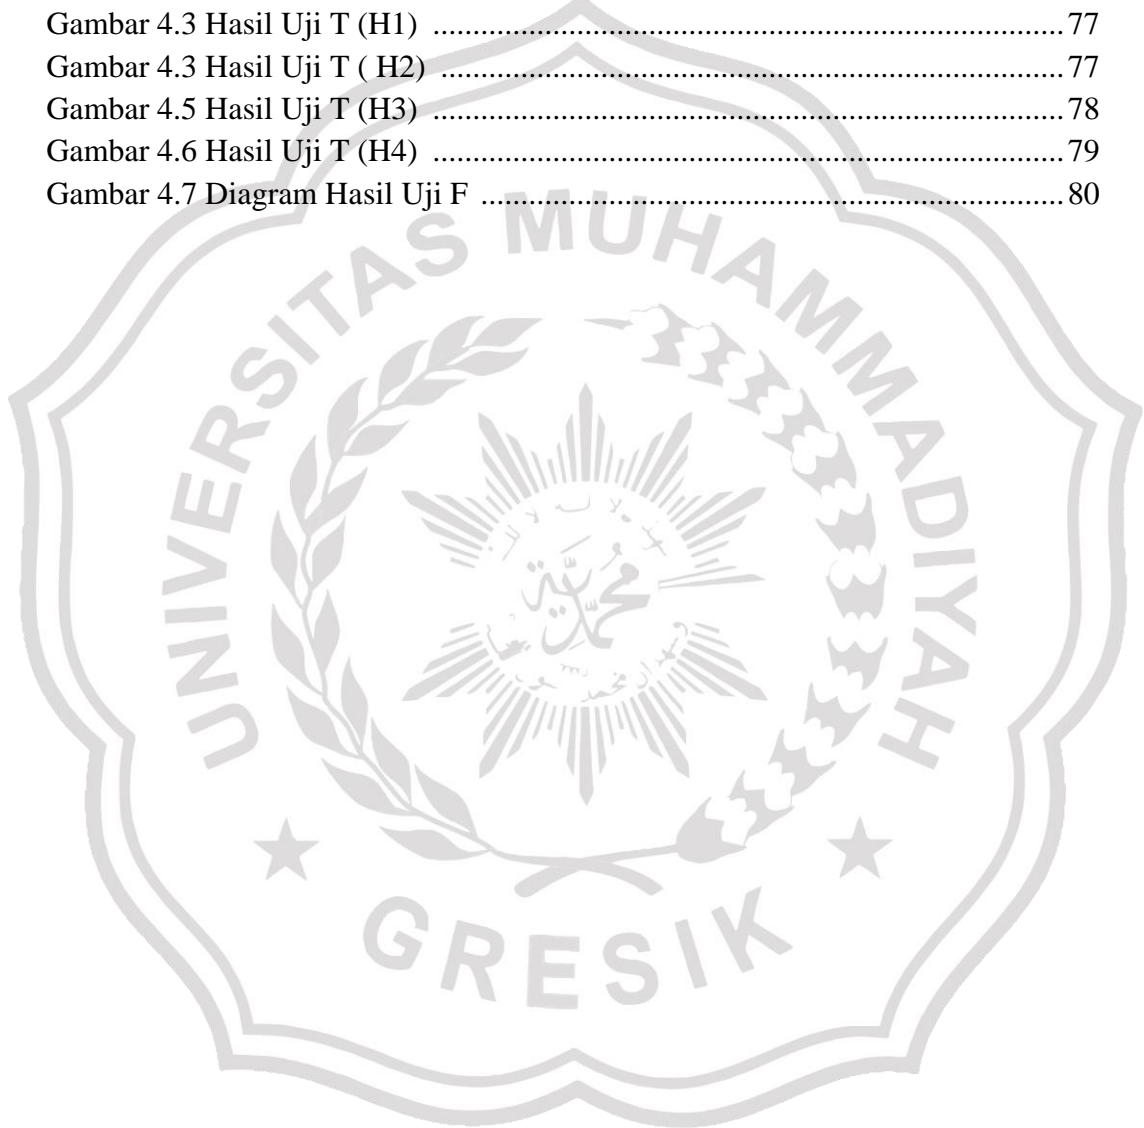 Gambar 4.3 Hasil Uji T (H1) ................................................................................ 77
Gambar 4.3 Hasil Uji T ( H2) ............................................................................... 77
Gambar 4.5 Hasil Uji T (H3) ................................................................................ 78
Gambar 4.6 Hasil Uji T (H4) ................................................................................ 79
Gambar 4.7 Diagram Hasil Uji F .......................................................................... 80
UNIVERSITAS MUHAMMADIYAH
GRESIK